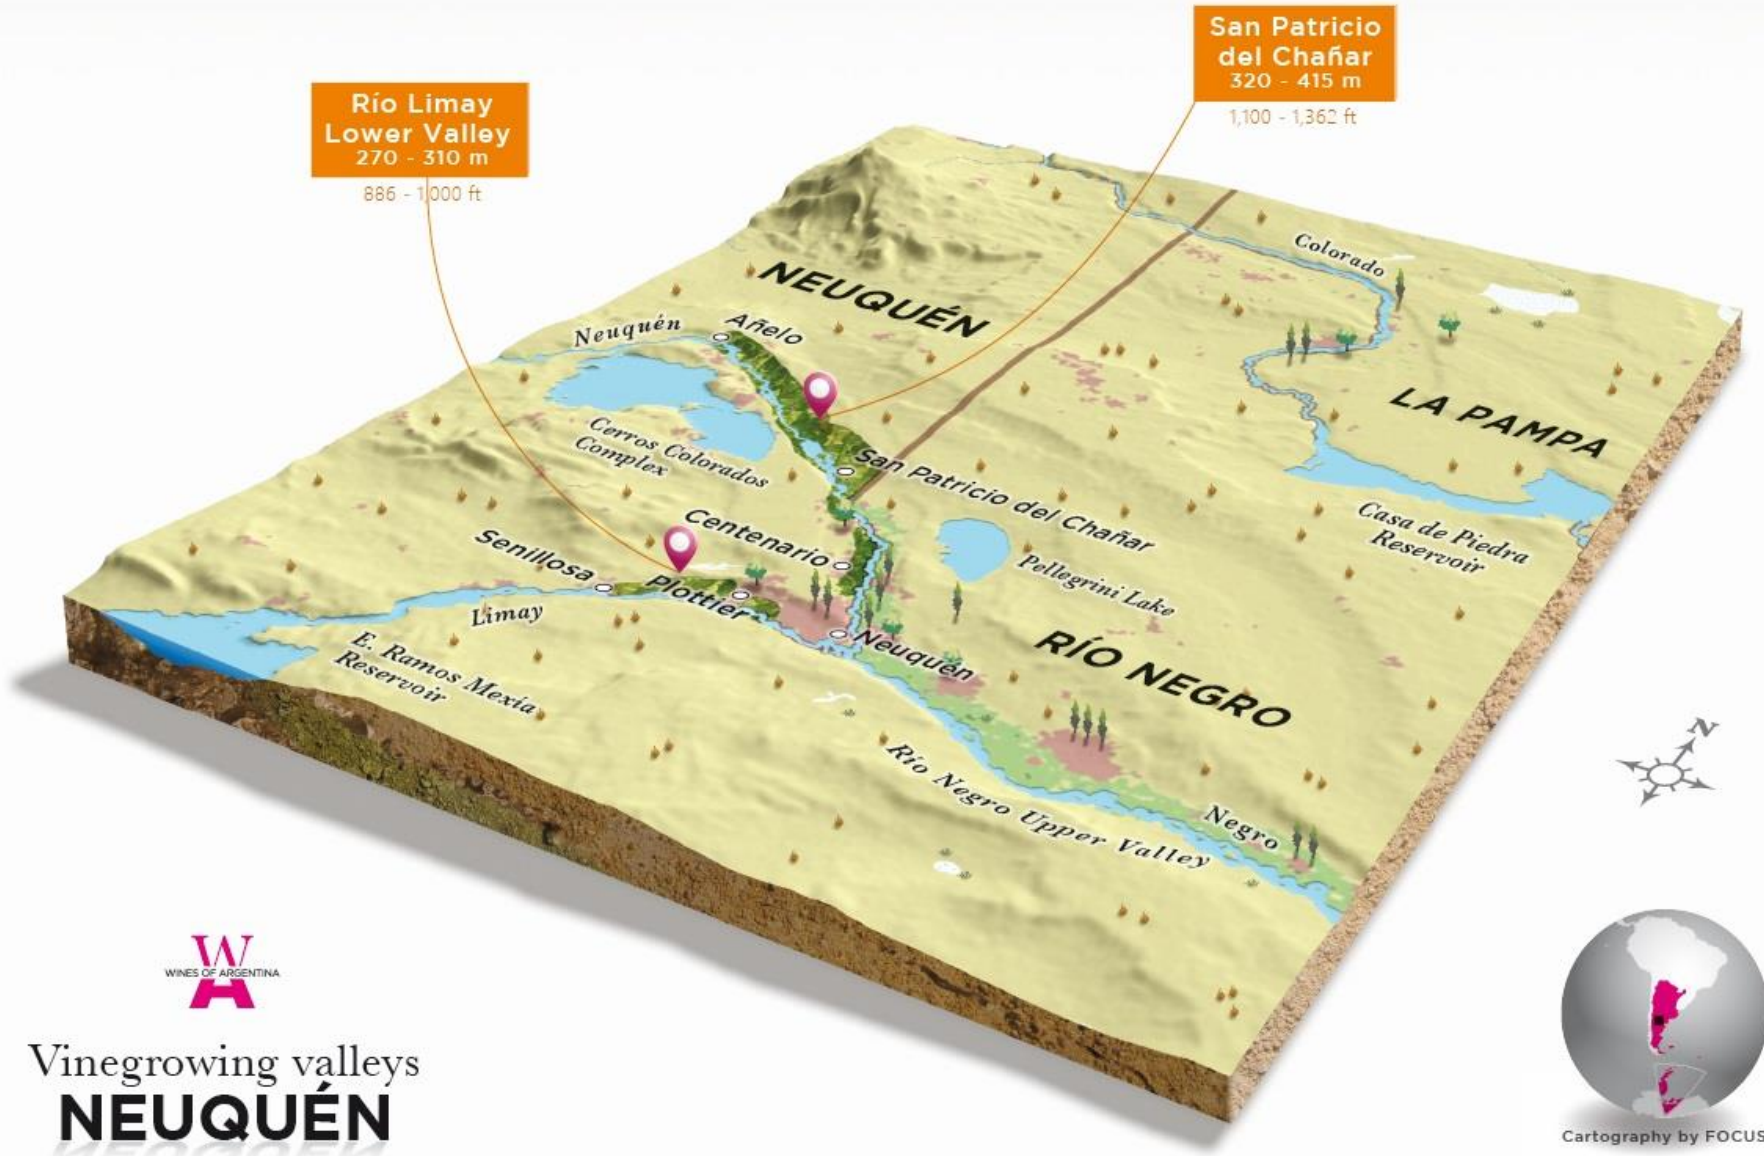 San Patricio
del Chañar
320 - 415 m
1,100 - 1,362 ft
Río Limay
Lower Valley
270 - 310 m
886 - 1,000 ft
Colorado
NEUQUÉN
Neuquén
Añelo
LA PAMPA
Cerros Colorados
Complex
San Patricio del Chañar
Casa de Piedra
Reservoir
Centenario
Senillosa
Pellegrini Lake
Plottier
Limay
Neuquén
RÍO NEGRO
E. Ramos Mexía
Reservoir
N
Río Negro Upper Valley
Negro
WA
WINES OF ARGENTINA
Vinegrowing valleys
NEUQUÉN
Cartography by FOCUS